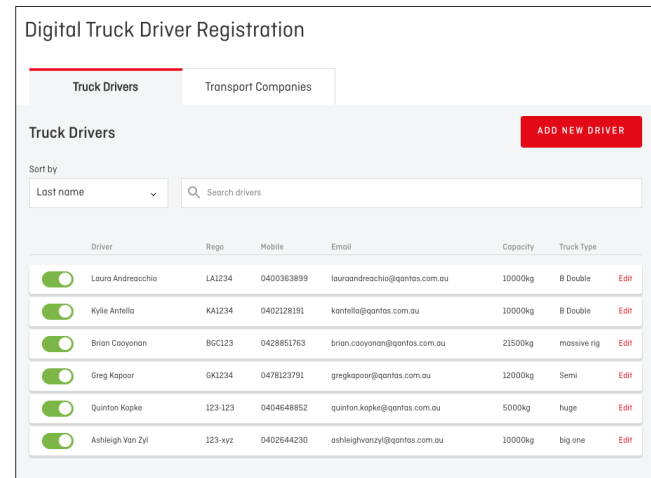 Digital Truck Driver Registration
Truck Drivers Transport Companies
Truck Drivers ADD NEW DRIVER
Sort by
Last name Search drivers
Driver Rego Mobile Email Capacity Truck Type
Laura Andreacchio LA1234 0400363899 lauraandreachio@qantas.com.au 10000kg B Double Edit
Kylie Antella KA1234 0402128191 kantella@qantas.com.au 10000kg B Double Edit
Brian Caoyonan BGC123 0428851763 brian.caoyonan@qantas.com.au 21500kg massive rig Edit
Greg Kapoor GK1234 0478123791 gregkapoor@qantas.com.au 12000kg Semi Edit
Quinton Kopke 123-123 0404648852 quinton.kopke@qantas.com.au 5000kg huge Edit
Ashleigh Van Zyl 123-xyz 0402644230 ashleighvanzyl@qantas.com.au 10000kg big one Edit